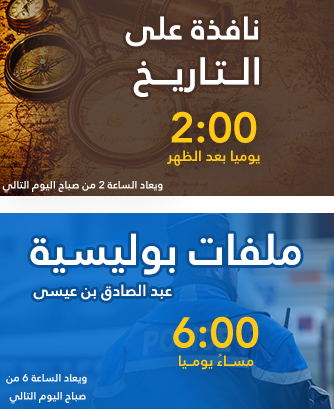 نافذة على
التاريخ
2:00
يوميا بعد الظهر
ويعاد الساعة 2 من صباح اليوم التالي
ملفات بوليسية
عبد الصادق بن عيسى
6:00
مساءً يوميا
ويعاد الساعة 6 من
صباح اليوم التالي